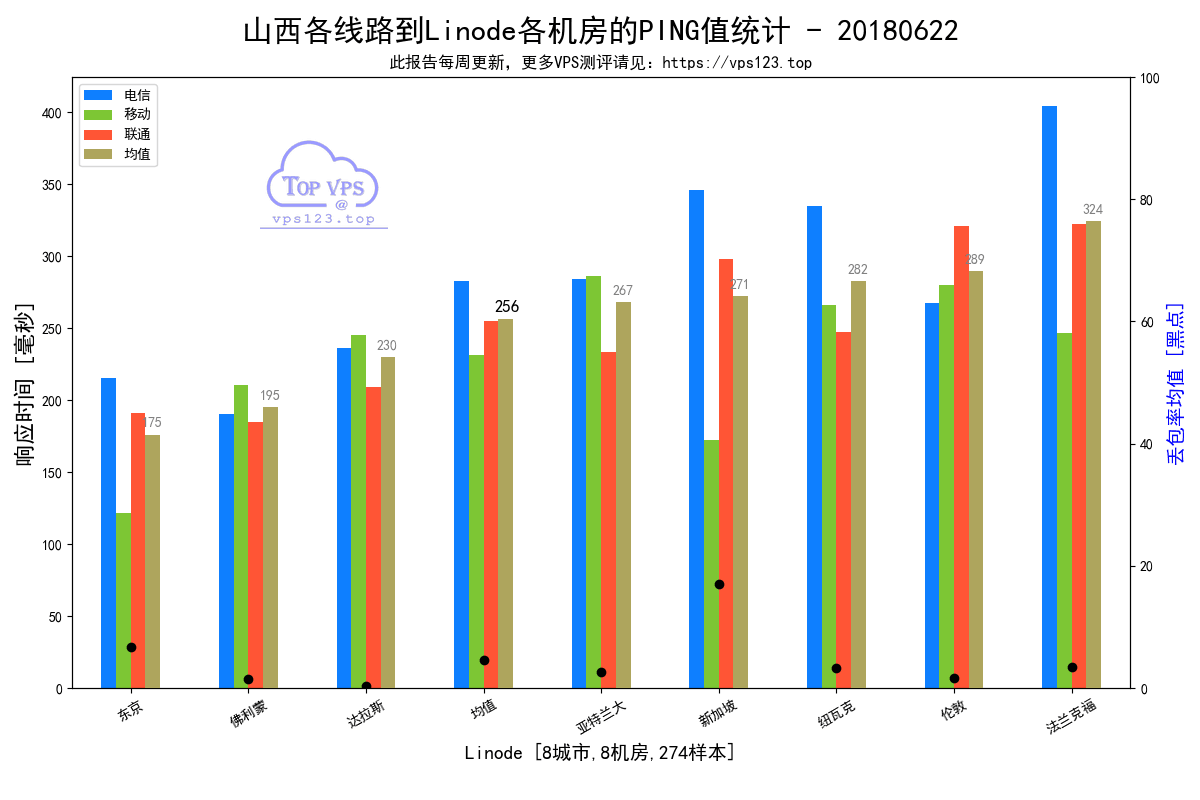 山西各线路到Linode各机房的PING值统计 - 20180622
此报告每周更新，更多VPS测评请见：https://vps123.top
电信
移动
联通
均值
TOP VPS
@
vps123.top
响应时间 [毫秒]
400
350
300
250
200
150
100
50
0
175
195
230
256
267
271
282
289
324
100
80
60
40
20
0
丢包率均值 [黑点]
东京
佛利蒙
达拉斯
均值
亚特兰大
新加坡
纽瓦克
伦敦
法兰克福
Linode [8城市,8机房,274样本]